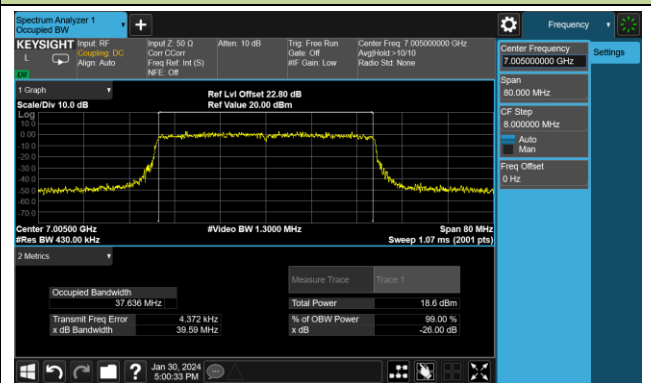 Spectrum Analyzer 1
Occupied BW
Frequency
KEYSIGHT
L
Input: RF
Coupling: DC
Align: Auto
Input Z: 50 Ω
Corr CCorr
Freq Ref: Int (S)
NFE: Off
Atten: 10 dB
Trig: Free Run
Gate: Off
#IF Gain: Low
Center Freq: 7.005000000 GHz
Avg|Hold:>10/10
Radio Std: None
1 Graph
Scale/Div 10.0 dB
Ref Lvl Offset 22.80 dB
Ref Value 20.00 dBm
Log
10.0
0.00
-10.0
-20.0
-30.0
-40.0
-50.0
-60.0
-70.0
Center 7.00500 GHz
#Res BW 430.00 kHz
#Video BW 1.3000 MHz
Span 80 MHz
Sweep 1.07 ms (2001 pts)
2 Metrics
Measure Trace
Trace 1
Occupied Bandwidth
37.636 MHz
Total Power
18.6 dBm
Transmit Freq Error
4.372 kHz
% of OBW Power
99.00 %
x dB Bandwidth
39.59 MHz
x dB
-26.00 dB
Center Frequency
7.005000000 GHz
Settings
Span
80.000 MHz
CF Step
8.000000 MHz
Auto
Man
Freq Offset
0 Hz
?
Jan 30, 2024
5:00:33 PM